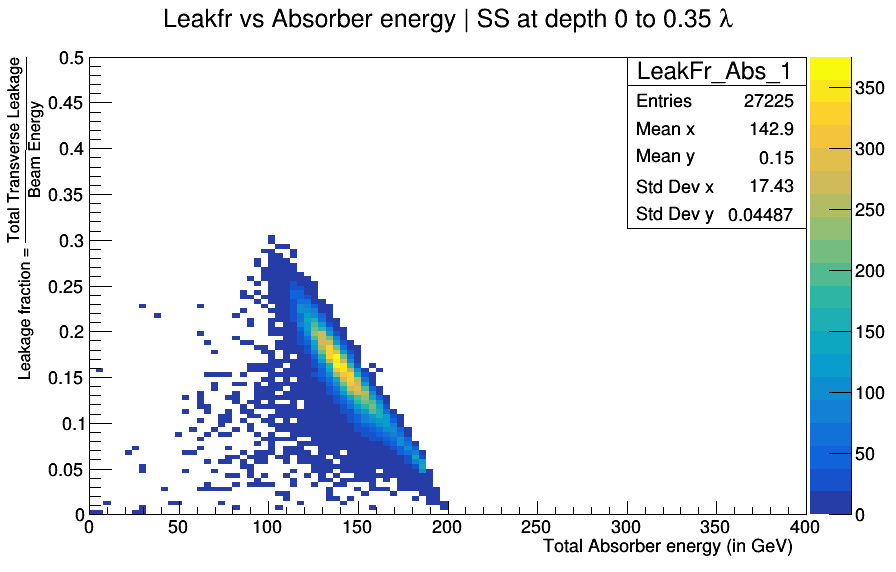 Leakfr vs Absorber energy | SS at depth 0 to 0.35 λ
LeakFr_Abs_1
Entries 27225
Mean x 142.9
Mean y 0.15
Std Dev x 17.43
Std Dev y 0.04487
Leakage fraction = Total Transverse Leakage
Beam Energy
0.5
0.45
0.4
0.35
0.3
0.25
0.2
0.15
0.1
0.05
0
0 50 100 150 200 250 300 350 400
Total Absorber energy (in GeV)
350
300
250
200
150
100
50
0